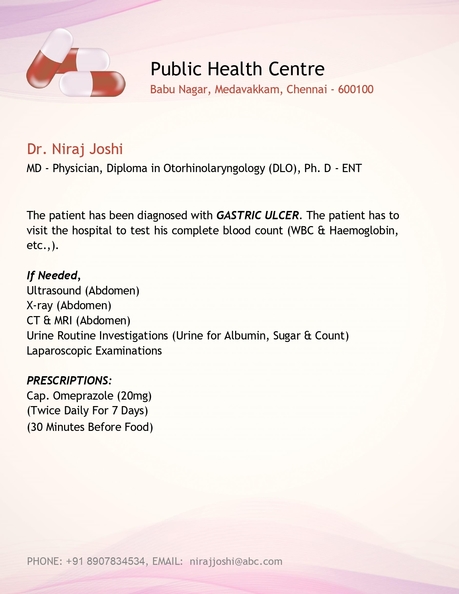 Public Health Centre
Babu Nagar, Medavakkam, Chennai - 600100
Dr. Niraj Joshi
MD - Physician, Diploma in Otorhinolaryngology (DLO), Ph. D - ENT
The patient has been diagnosed with GASTRIC ULCER. The patient has to
visit the hospital to test his complete blood count (WBC & Haemoglobin,
etc.,).
If Needed,
Ultrasound (Abdomen)
X-ray (Abdomen)
CT & MRI (Abdomen)
Urine Routine Investigations (Urine for Albumin, Sugar & Count)
Laparoscopic Examinations
PRESCRIPTIONS:
Cap. Omeprazole (20mg)
(Twice Daily For 7 Days)
(30 Minutes Before Food)
PHONE: +91 8907834534, EMAIL: nirajjoshi@abc.com